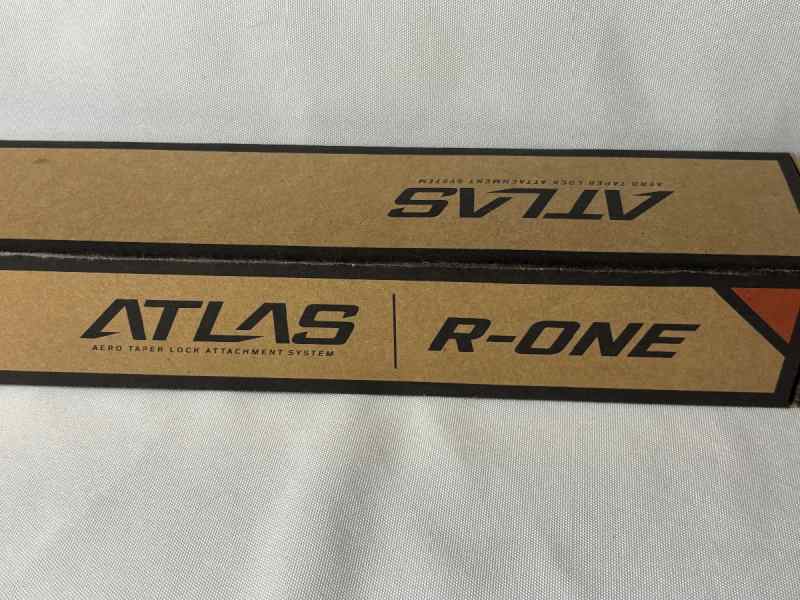 AERO TAPER LOCK ATTACHMENT SYSTEM
ATLAS
ATLAS
AERO TAPER LOCK ATTACHMENT SYSTEM
R-ONE